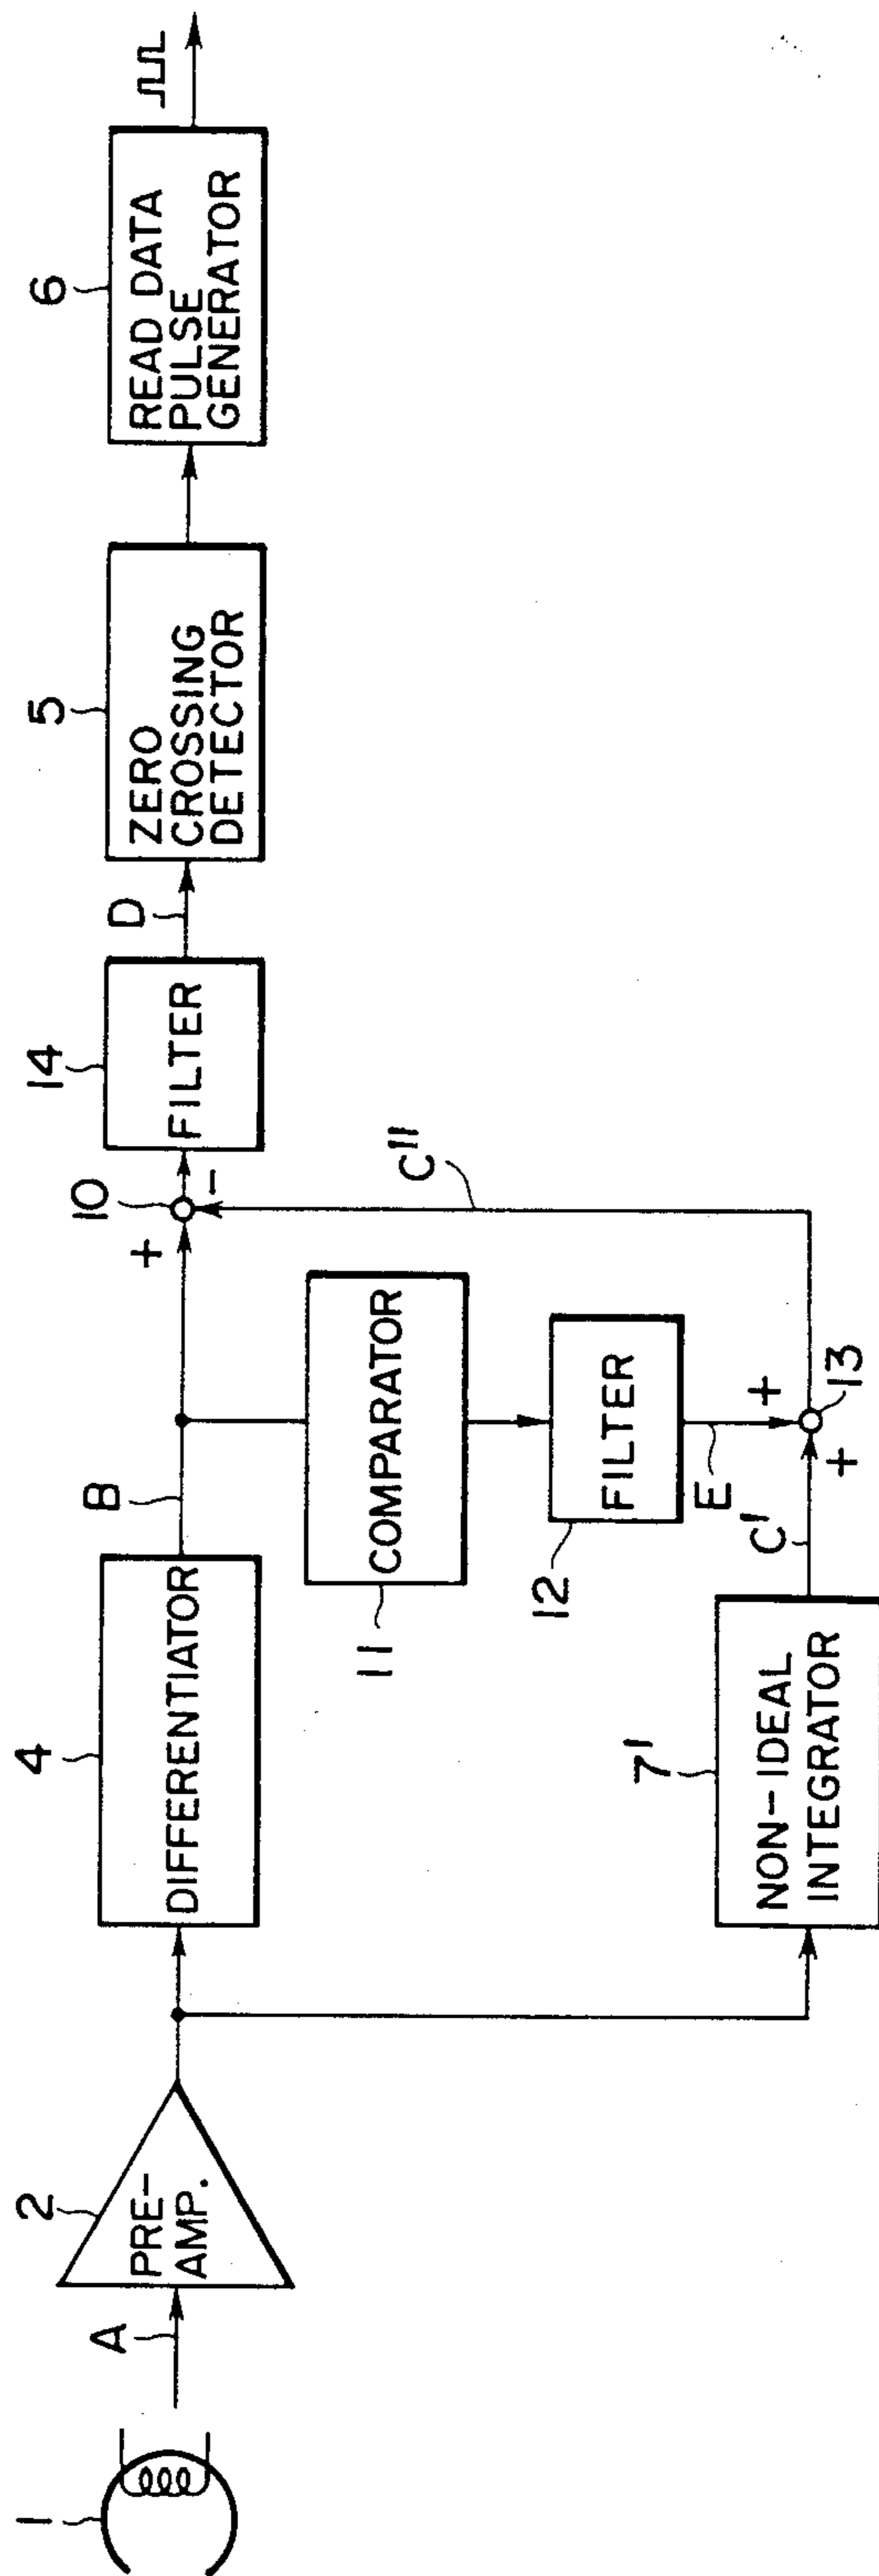 1
A
2
PRE-
AMP.
4
DIFFERENTIATOR
B
+
10
-
14
FILTER
D
5
ZERO
CROSSING
DETECTOR
6
READ DATA
PULSE
GENERATOR
11
COMPARATOR
12
FILTER
E
+
13
+
C'
C"
7'
NON-IDEAL
INTEGRATOR